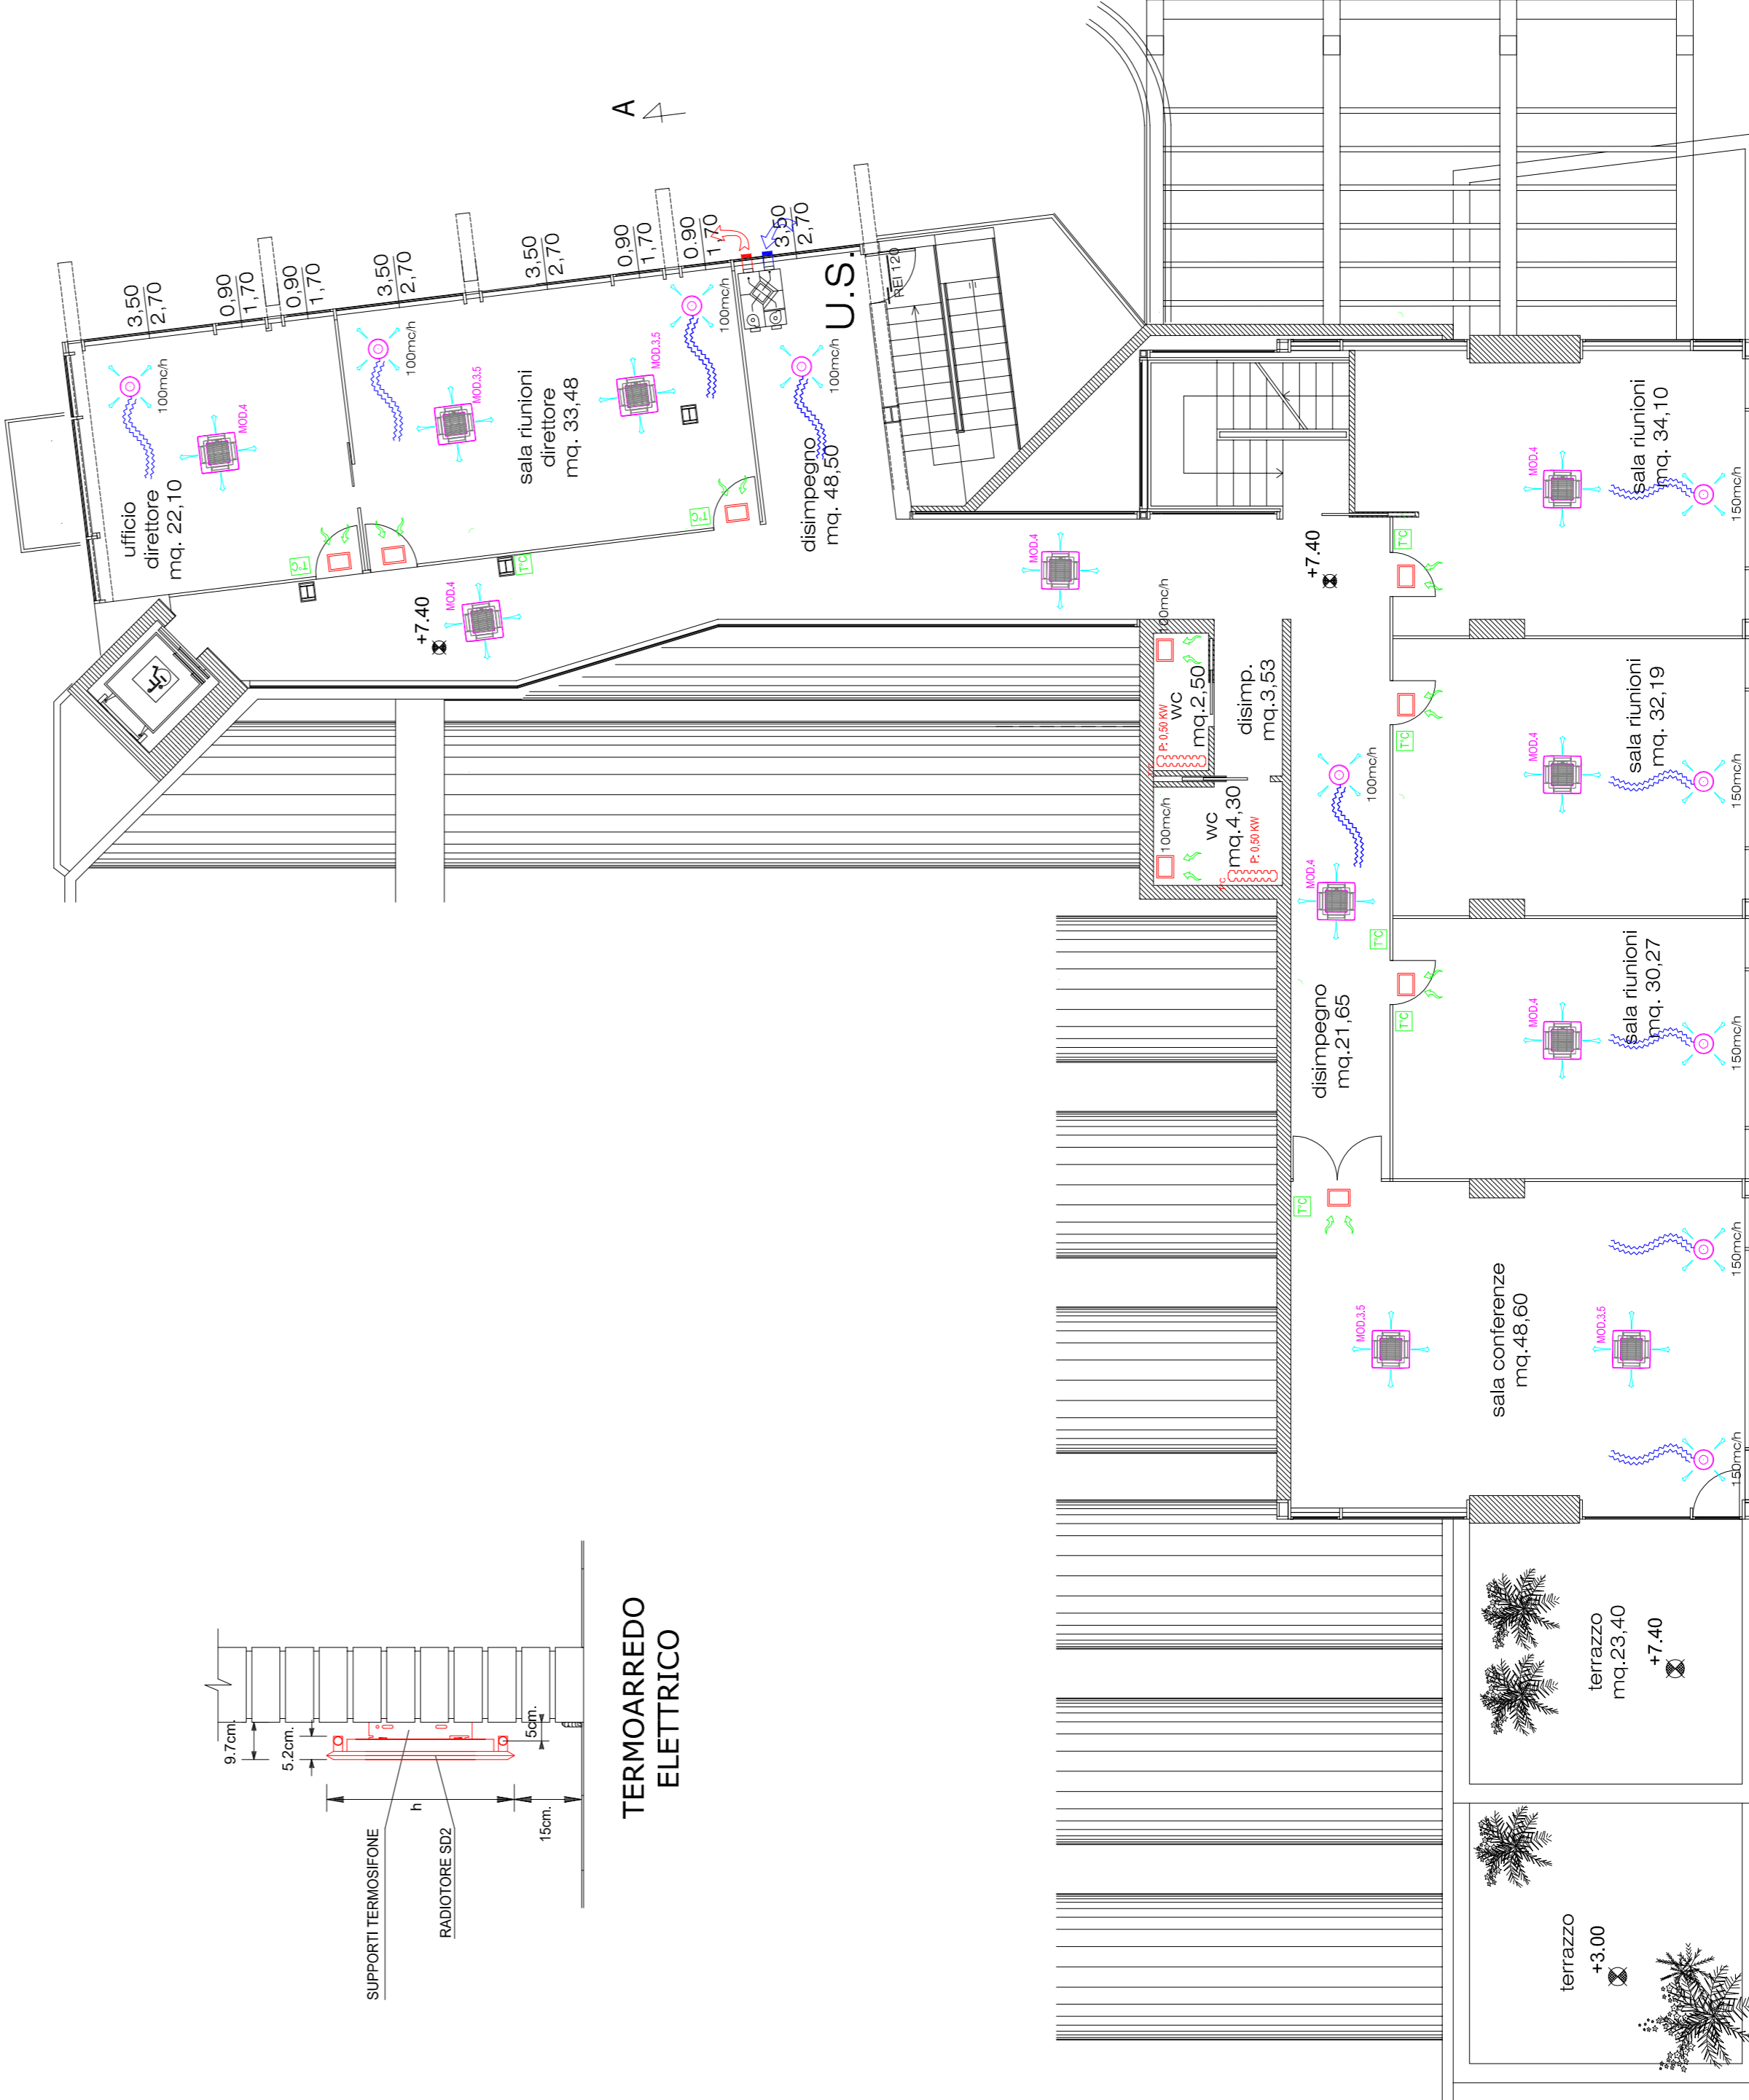 A
3,50
2,70
0,90
1,70
0,90
1,70
3,50
2,70
3,50
2,70
0,90
1,70
0.90
1,70
3,50
2,70
U.S.
REI 120
ufficio
direttore
mq. 22,10
100mc/h
MOD.4
T°C
sala riunioni
direttore
mq. 33,48
100mc/h
MOD.3.5
MOD.3.5
100mc/h
T°C
T°C
disimpegno
mq. 48,50
100mc/h
MOD.4
+7.40
MOD.4
+7.40
100mc/h
wc
mq.2,50
P: 0,50 KW
T°C
disimp.
mq.3,53
100mc/h
wc
mq.4,30
P: 0,50 KW
T°C
disimpegno
mq.21,65
100mc/h
MOD.4
T°C
sala riunioni
mq. 34,10
MOD.4
150mc/h
T°C
sala riunioni
mq. 32,19
MOD.4
150mc/h
T°C
sala riunioni
mq. 30,27
MOD.4
150mc/h
T°C
sala conferenze
mq.48,60
MOD.3.5
MOD.3.5
150mc/h
150mc/h
T°C
terrazzo
mq.23,40
+7.40
terrazzo
+3.00
9.7cm.
5.2cm.
5cm.
h
15cm.
SUPPORTI TERMOSIFONE
RADIOTORE SD2
TERMOARREDO
ELETTRICO